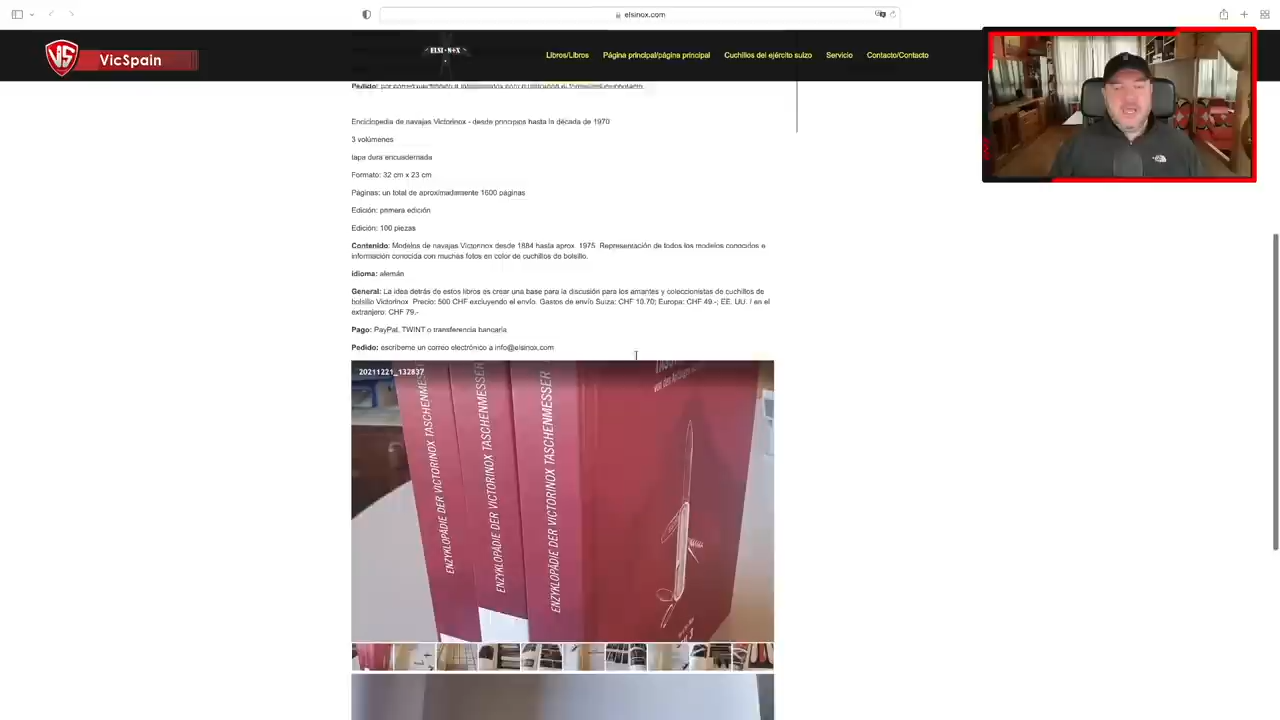 elsinox.com
VS VicSpain
ELSI-N+X
Libros/Libros Página principal/página principal Cuchillos del ejército suizo Servicio Contacto/Contacto
Enciclopedia de navajas Victorinox - desde principios hasta la década de 1970
3 volúmenes
tapa dura encuadernada
Formato: 32 cm x 23 cm
Páginas: un total de aproximadamente 1600 páginas
Edición: primera edición
Edición: 100 piezas
Contenido: Modelos de navajas Victorinox desde 1884 hasta aprox. 1975. Representación de todos los modelos conocidos e
información conocida con muchas fotos en color de cuchillos de bolsillo.
Idioma: alemán
General: La idea detrás de estos libros es crear una base para la discusión para los amantes y coleccionistas de cuchillos de
bolsillo Victorinox. Precio: 500 CHF excluyendo el envío. Gastos de envío Suiza: CHF 10.70; Europa: CHF 49.-; EE. UU. / en el
extranjero: CHF 79.-
Pago: PayPal, TWINT o transferencia bancaria
Pedido: escribeme un correo electrónico a info@elsinox.com
20211221_132837
ENZYKLOPÄDIE DER VICTORINOX TASCHENMESSER
ENZYKLOPÄDIE DER VICTORINOX TASCHENMESSER
ENZYKLOPÄDIE DER VICTORINOX TASCHENMESSER